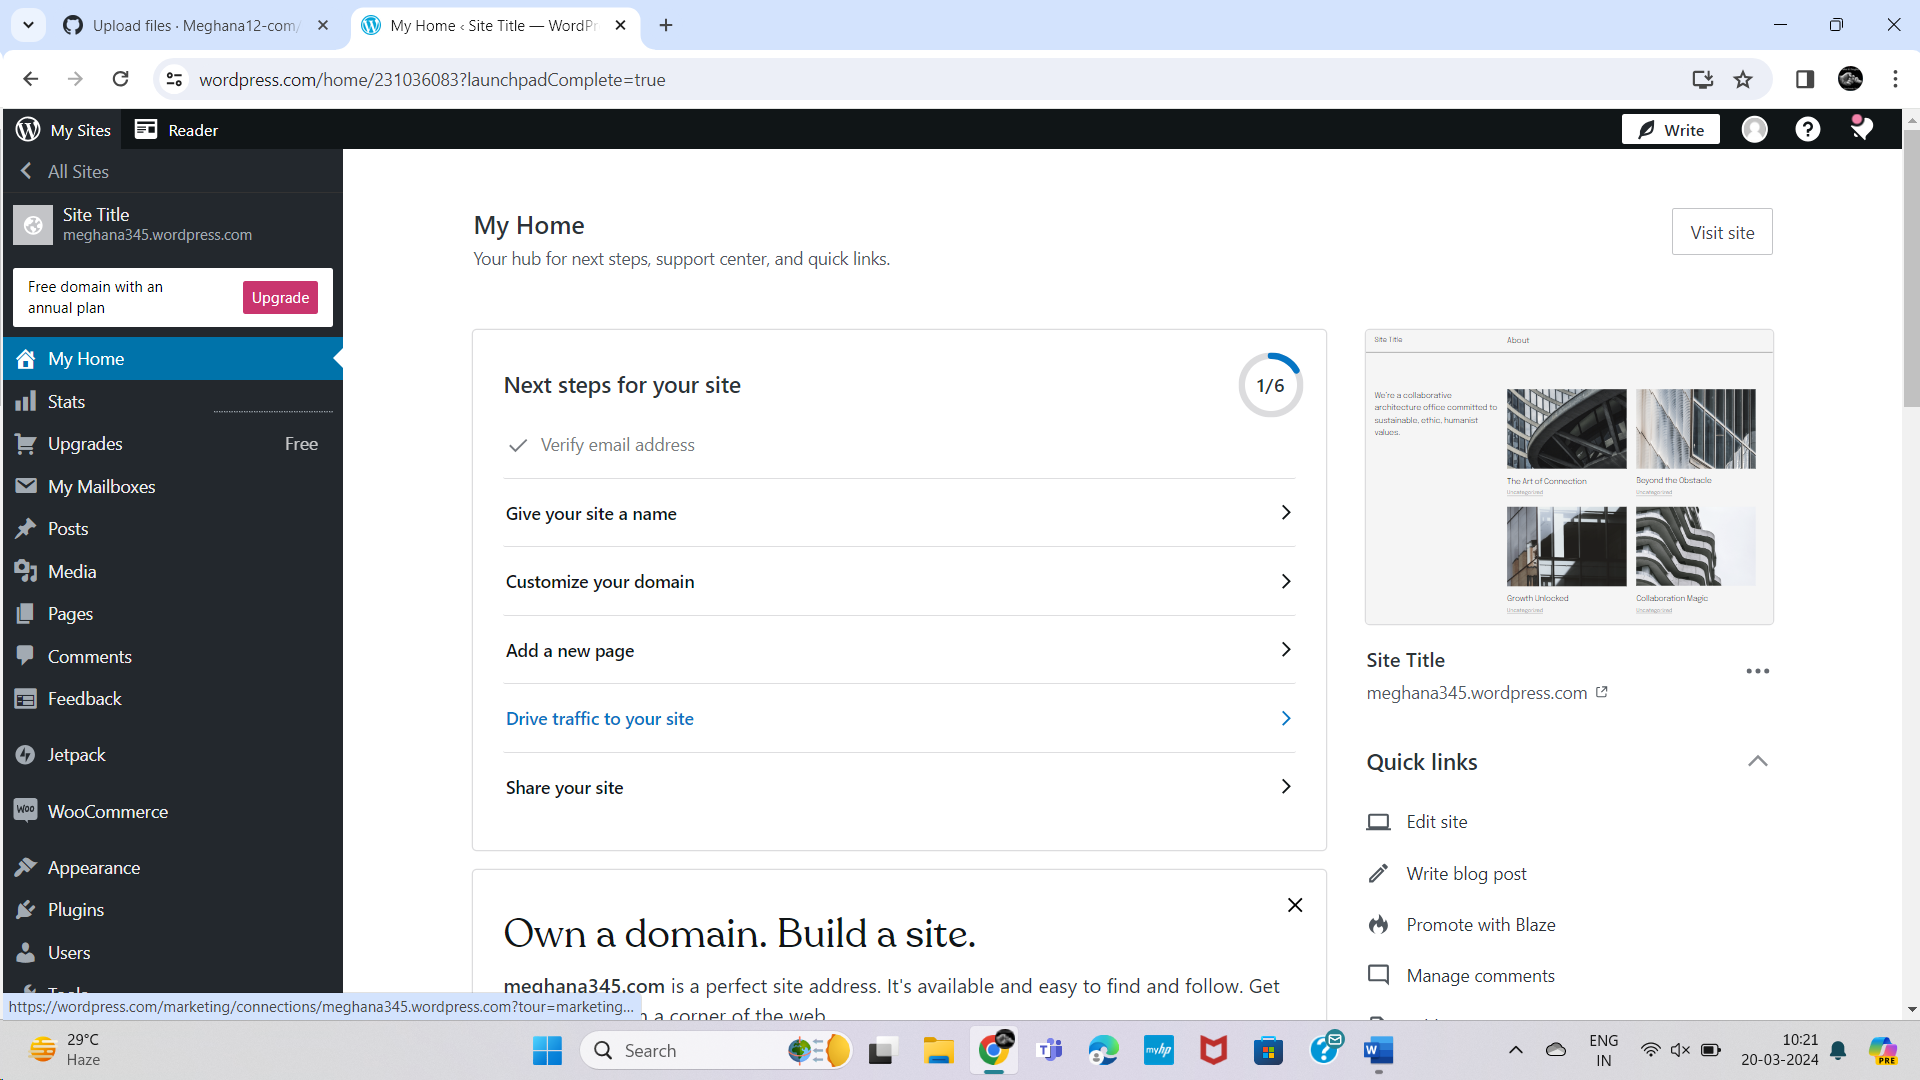 Upload files · Meghana12-com/
My Home ‹ Site Title — WordPr
wordpress.com/home/231036083?launchpadComplete=true
My Sites
Reader
Write
All Sites
Site Title
meghana345.wordpress.com
Free domain with an
annual plan
Upgrade
My Home
Stats
Upgrades
Free
My Mailboxes
Posts
Media
Pages
Comments
Feedback
Jetpack
WooCommerce
Appearance
Plugins
Users
https://wordpress.com/marketing/connections/meghana345.wordpress.com?tour=marketing...
My Home
Your hub for next steps, support center, and quick links.
Visit site
Next steps for your site
1/6
Verify email address
Give your site a name
Customize your domain
Add a new page
Drive traffic to your site
Share your site
Own a domain. Build a site.
meghana345.com is a perfect site address. It's available and easy to find and follow. Get
a corner of the web
Site Title
About
We're a collaborative
architecture office committed to
sustainable, ethic, humanist
values.
The Art of Connection
Uncategorized
Beyond the Obstacle
Uncategorized
Growth Unlocked
Uncategorized
Collaboration Magic
Uncategorized
Site Title
meghana345.wordpress.com
Quick links
Edit site
Write blog post
Promote with Blaze
Manage comments
29°C
Haze
Search
myhp
ENG
IN
10:21
20-03-2024
PRE